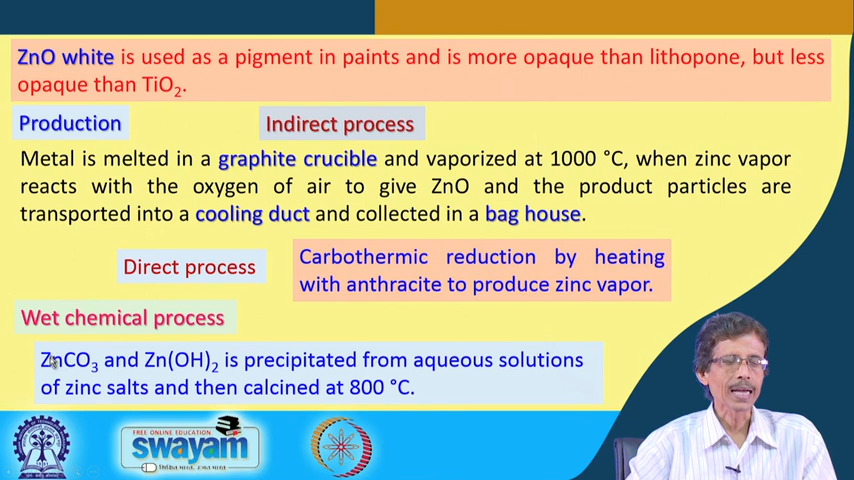 ZnO white is used as a pigment in paints and is more opaque than lithopone, but less
opaque than TiO₂.
Production
Indirect process
Metal is melted in a graphite crucible and vaporized at 1000 °C, when zinc vapor
reacts with the oxygen of air to give ZnO and the product particles are
transported into a cooling duct and collected in a bag house.
Direct process
Carbothermic reduction by heating
with anthracite to produce zinc vapor.
Wet chemical process
ZnCO₃ and Zn(OH)₂ is precipitated from aqueous solutions
of zinc salts and then calcined at 800 °C.
FREE ONLINE EDUCATION
swayam